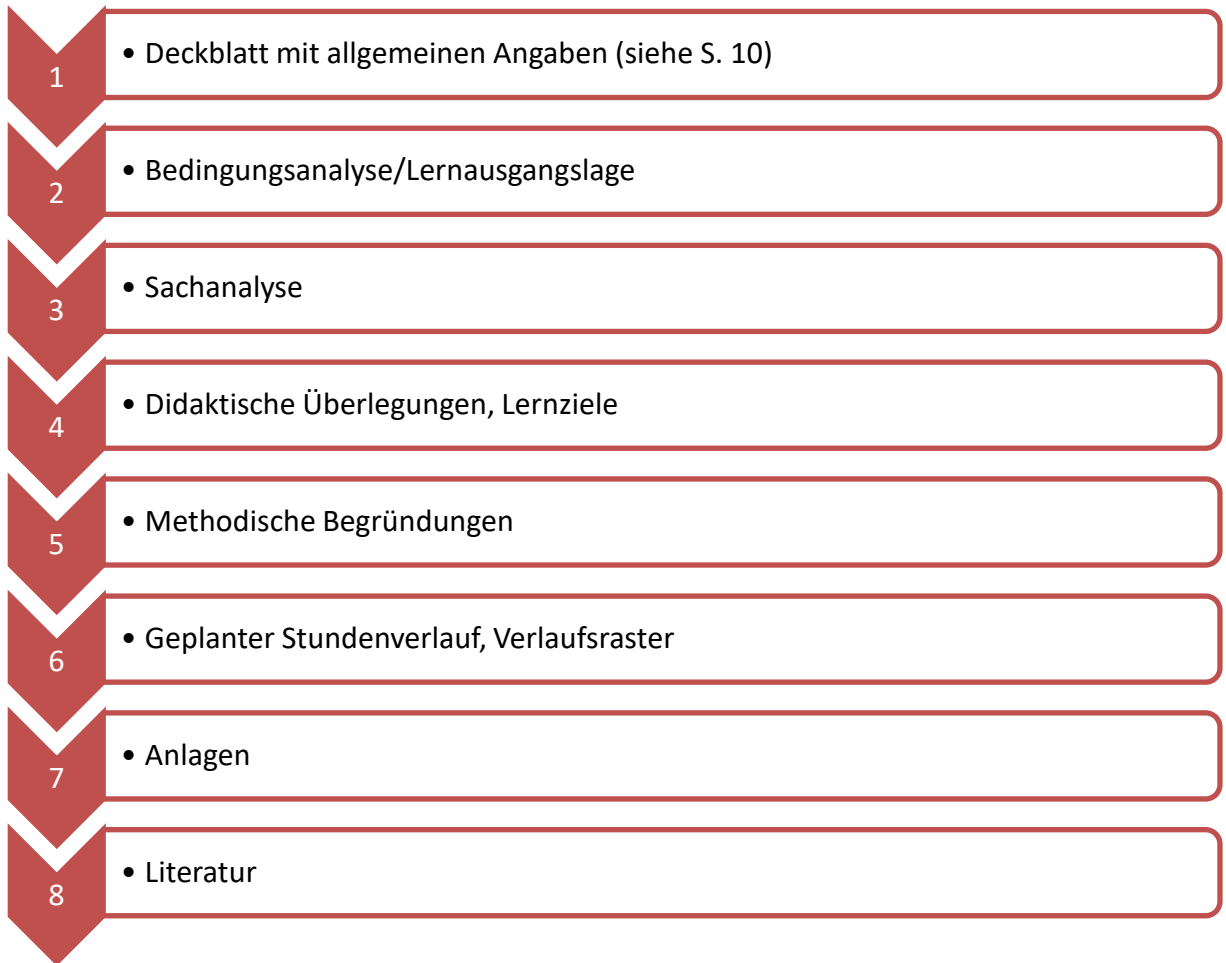 1
• Deckblatt mit allgemeinen Angaben (siehe S. 10)
2
• Bedingungsanalyse/Lernausgangslage
3
• Sachanalyse
4
• Didaktische Überlegungen, Lernziele
5
• Methodische Begründungen
6
• Geplanter Stundenverlauf, Verlaufsraster
7
• Anlagen
8
• Literatur